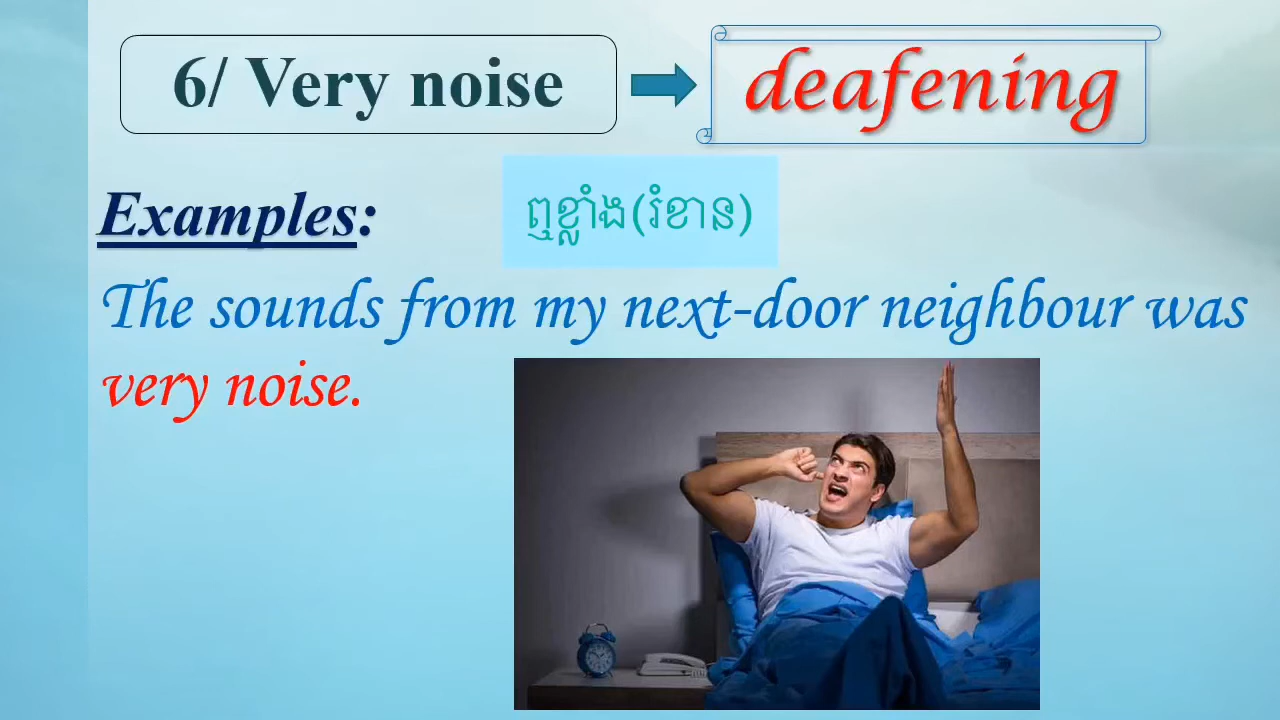 6/ Very noise
deafening
Examples:
ឮខ្លាំង(រំខាន)
The sounds from my next-door neighbour was
very noise.